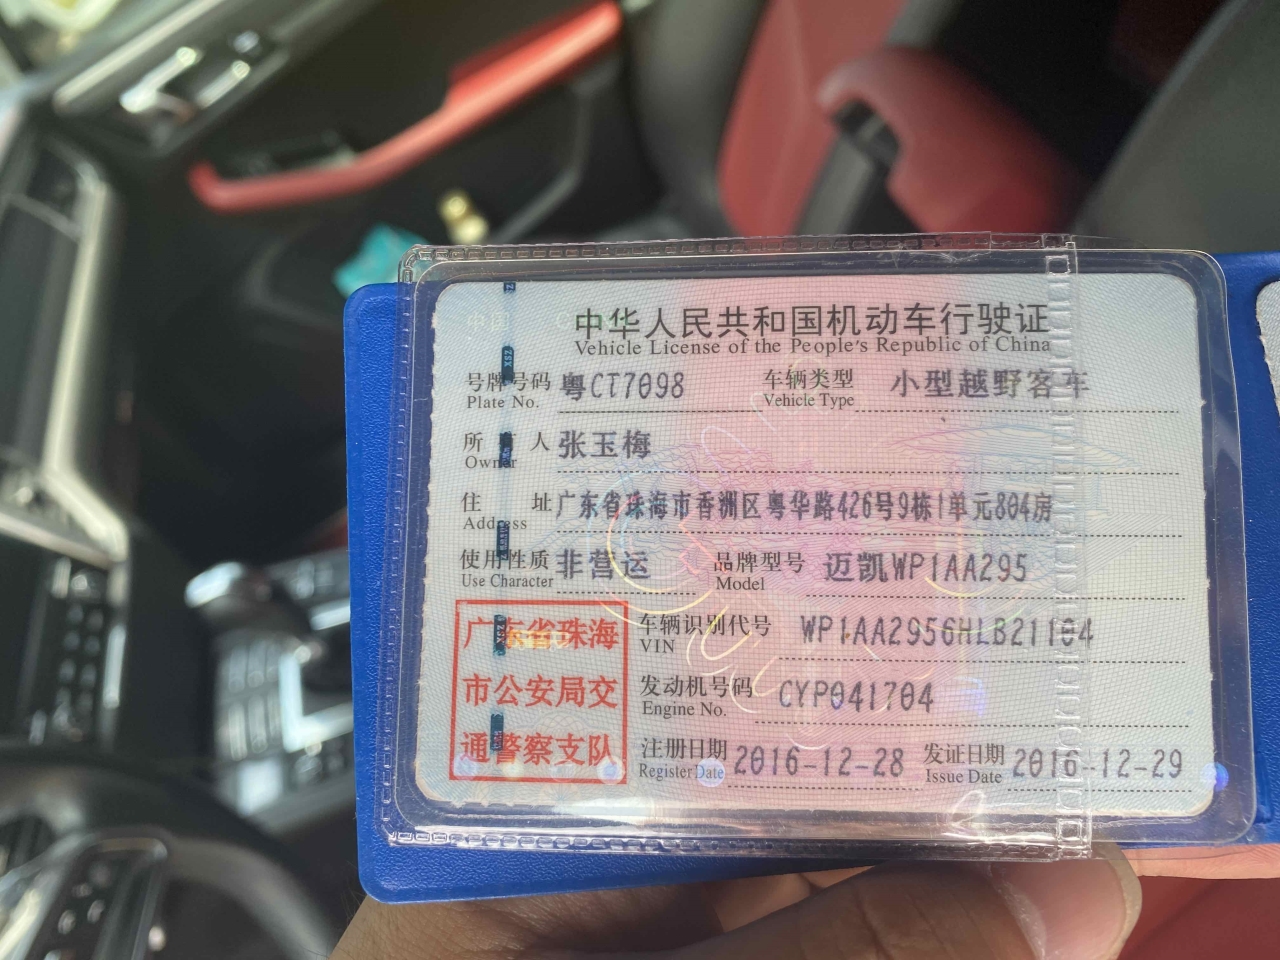 中华人民共和国机动车行驶证
Vehicle License of the People's Republic of China
号牌号码 粤CT7098 车辆类型 小型越野客车
Plate No. Vehicle Type
所有人 张玉梅
Owner
住址 广东省珠海市香洲区粤华路426号9栋1单元804房
Address
使用性质 非营运 品牌型号 迈凯WP1AA295
Use Character Model
车辆识别代号 WP1AA2956HLB21104
VIN
发动机号码 CYP041704
Engine No.
注册日期 2016-12-28 发证日期 2016-12-29
Register Date Issue Date
广东省珠海
市公安局交
通警察支队